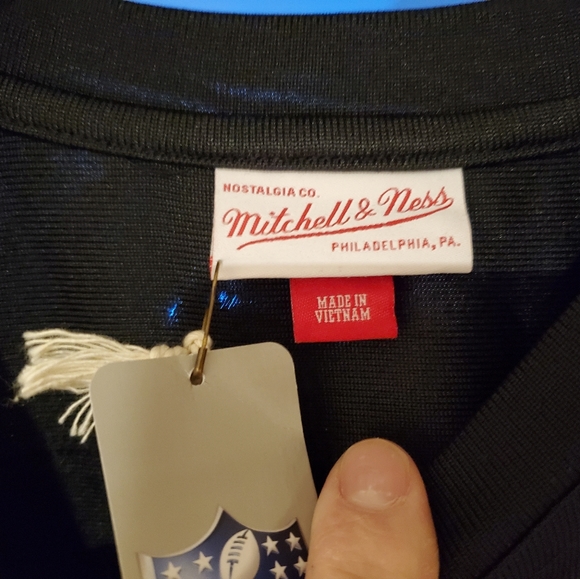 NOSTALGIA CO.
Mitchell & Ness
PHILADELPHIA, PA.
MADE IN
VIETNAM